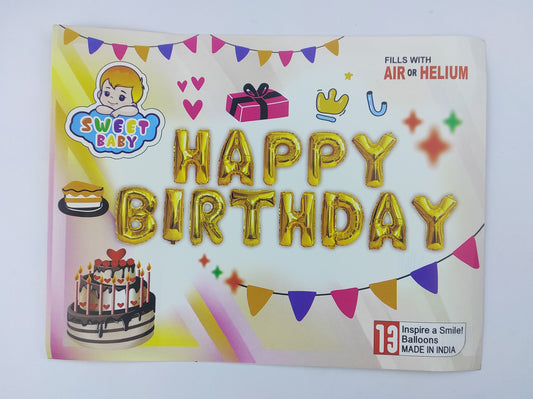 FILLS WITH
AIR OR HELIUM
SWEET
BABY
HAPPY
BIRTHDAY
13
Inspire a Smile!
Balloons
MADE IN INDIA